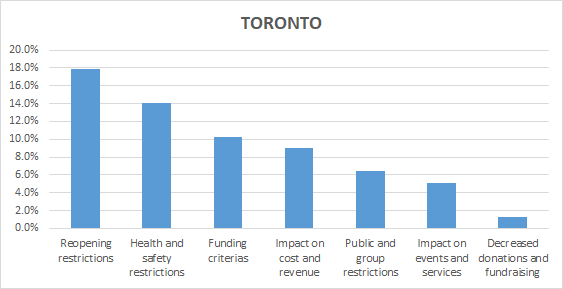 TORONTO
20.0%
18.0%
16.0%
14.0%
12.0%
10.0%
8.0%
6.0%
4.0%
2.0%
0.0%
Reopening
restrictions
Health and
safety
restrictions
Funding
criterias
Impact on
cost and
revenue
Public and
group
restrictions
Impact on
events and
services
Decreased
donations and
fundraising